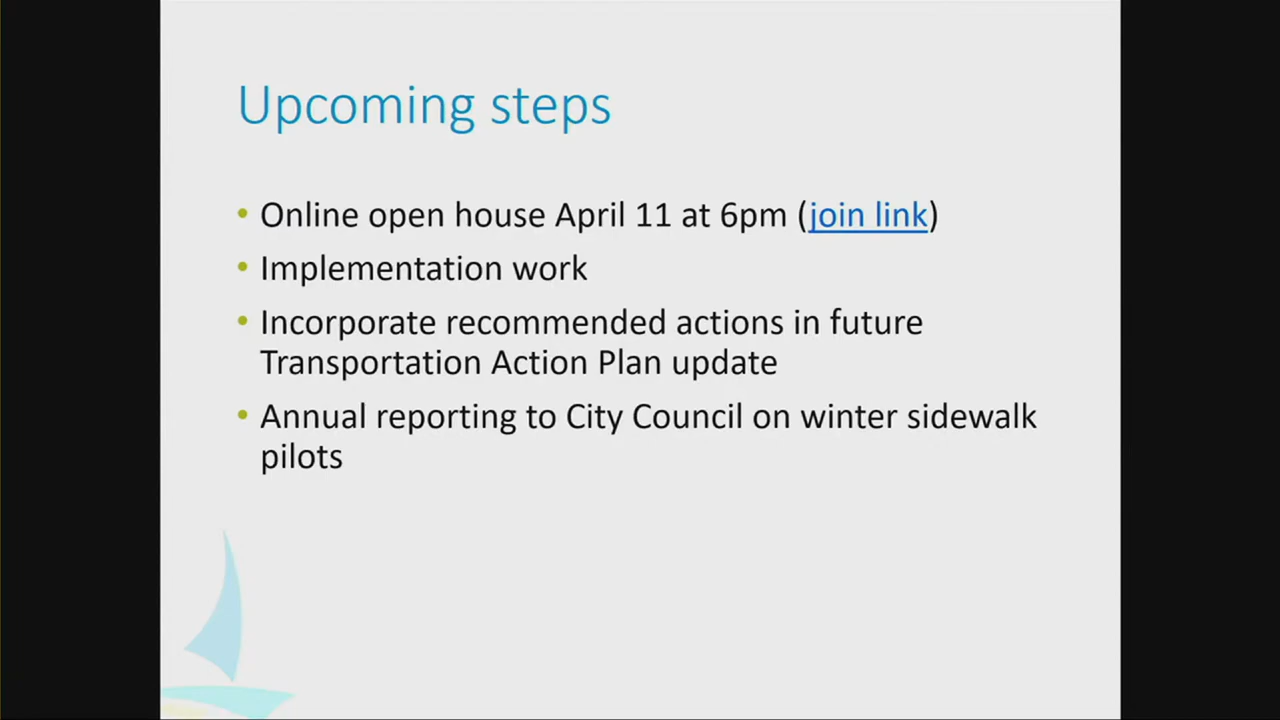 Upcoming steps
• Online open house April 11 at 6pm (join link)
• Implementation work
• Incorporate recommended actions in future
Transportation Action Plan update
• Annual reporting to City Council on winter sidewalk
pilots